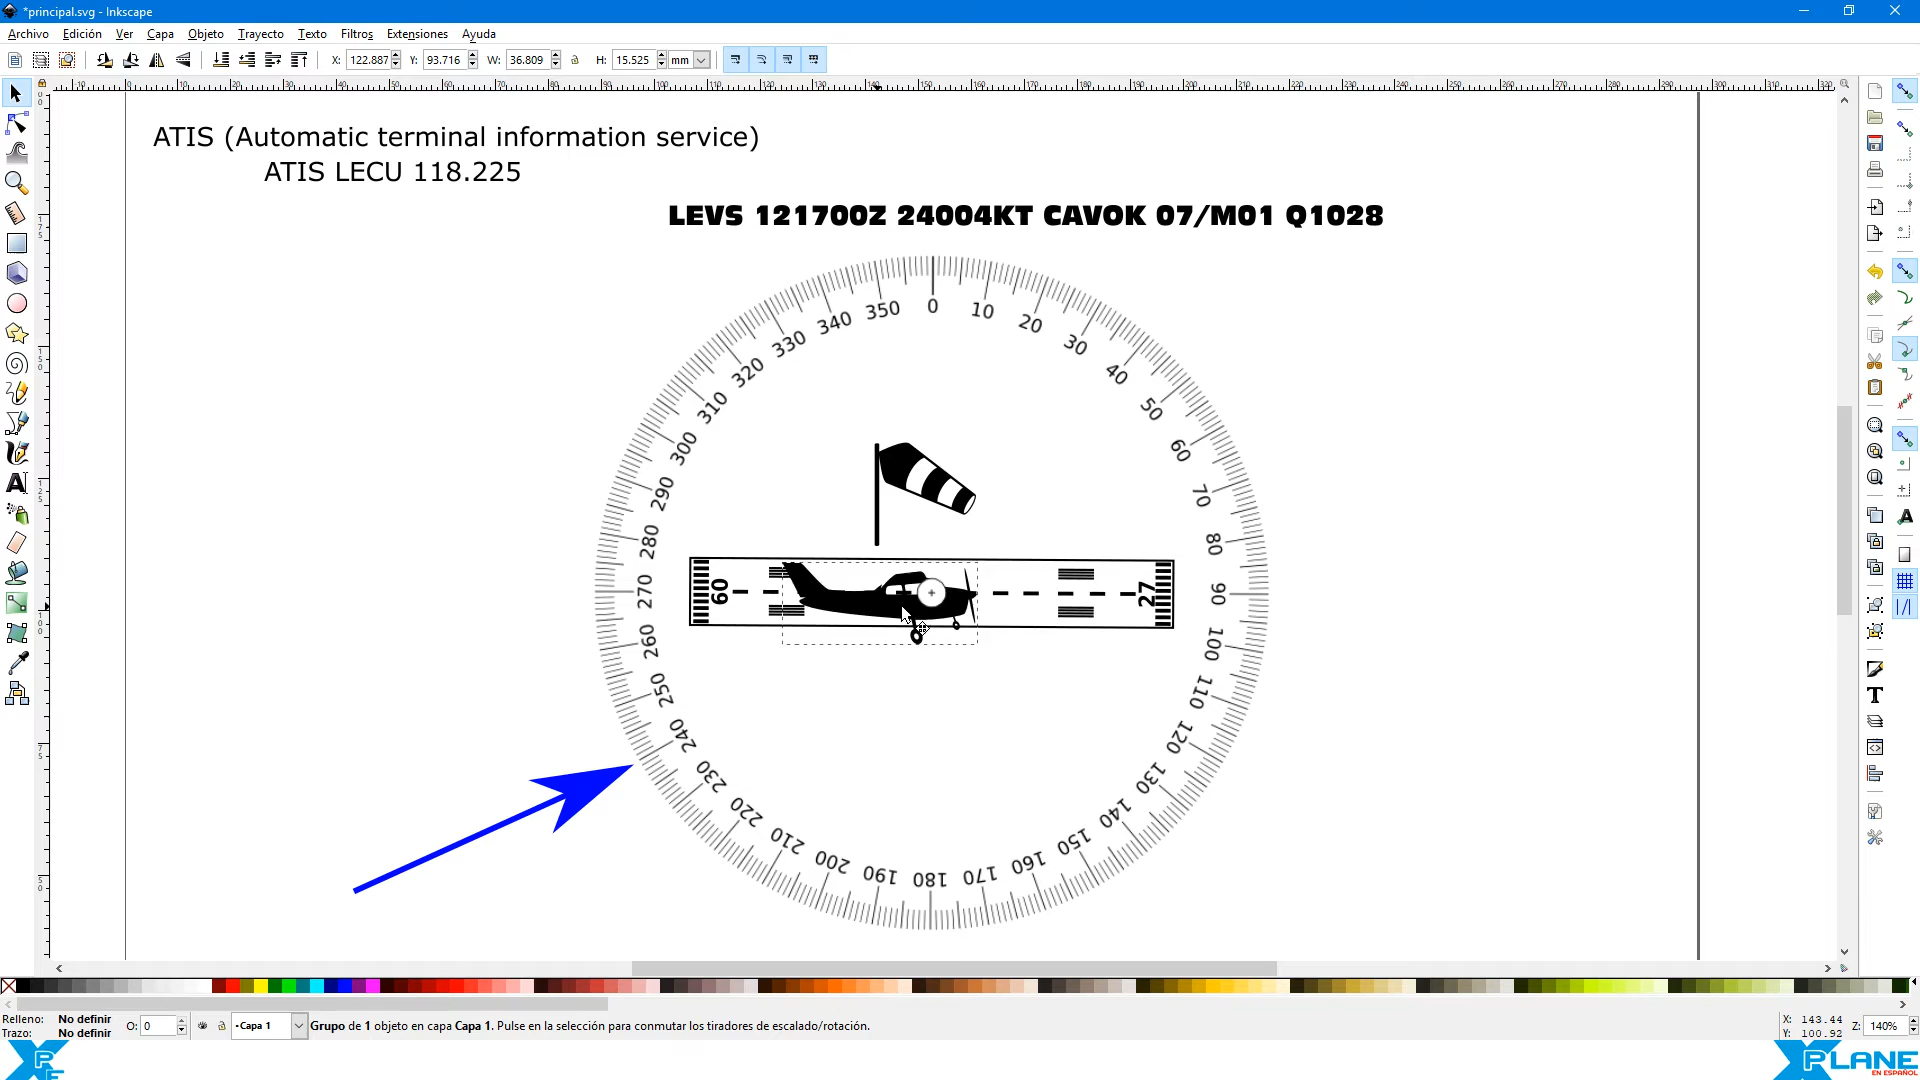 *principal.svg - Inkscape
Archivo Edición Ver Capa Objeto Trayecto Texto Filtros Extensiones Ayuda
X: 122.887 Y: 93.716 W: 36.809 H: 15.525 mm
ATIS (Automatic terminal information service)
ATIS LECU 118.225
LEVS 121700Z 24004KT CAVOK 07/M01 Q1028
0
10
20
30
40
50
60
70
80
90
100
110
120
130
140
150
160
170
180
190
200
210
220
230
240
250
260
270
280
290
300
310
320
330
340
350
09
27
Relleno: No definir
Trazo: No definir
O: 0
Capa 1
Grupo de 1 objeto en capa Capa 1. Pulse en la selección para conmutar los tiradores de escalado/rotación.
X: 143.44
Y: 100.92
Z: 140%
XPLANE
EN ESPAÑOL